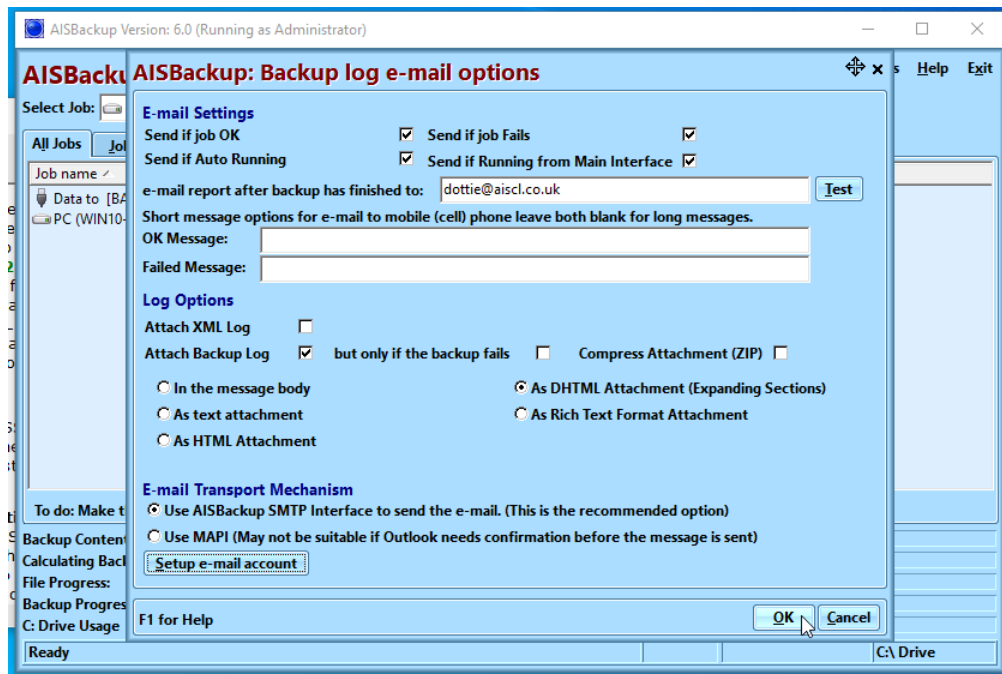 AISBackup Version: 6.0 (Running as Administrator)
AISBackup: Backup log e-mail options
Help Exit
Select Job:
All Jobs
Job name
Data to
PC (WIN10-
E-mail Settings
Send if job OK Send if job Fails
Send if Auto Running Send if Running from Main Interface
e-mail report after backup has finished to: dottie@aiscl.co.uk Test
Short message options for e-mail to mobile (cell) phone leave both blank for long messages.
OK Message:
Failed Message:
Log Options
Attach XML Log
Attach Backup Log but only if the backup fails Compress Attachment (ZIP)
In the message body As DHTML Attachment (Expanding Sections)
As text attachment As Rich Text Format Attachment
As HTML Attachment
E-mail Transport Mechanism
Use AISBackup SMTP Interface to send the e-mail. (This is the recommended option)
Use MAPI (May not be suitable if Outlook needs confirmation before the message is sent)
Setup e-mail account
To do: Make t
Backup Conten
Calculating Bac
File Progress:
Backup Progres
C: Drive Usage
F1 for Help OK Cancel
Ready C:\ Drive